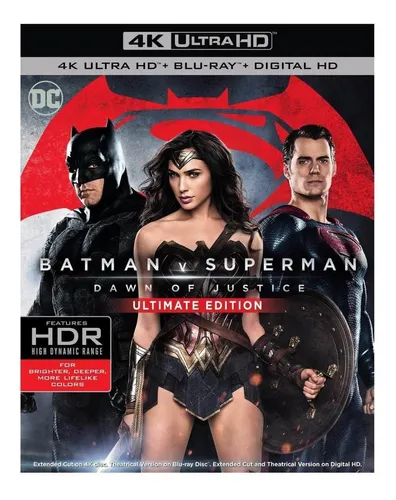 4K ULTRA HD
4K ULTRA HD + BLU-RAY + DIGITAL HD
DC
BATMAN v SUPERMAN
DAWN OF JUSTICE
ULTIMATE EDITION
FEATURES
HDR
HIGH DYNAMIC RANGE
FOR
BRIGHTER, DEEPER,
MORE LIFELIKE
COLORS
Extended Cut on 4K disc. Theatrical Version on Blu-ray Disc. Extended Cut and Theatrical Version on Digital HD.